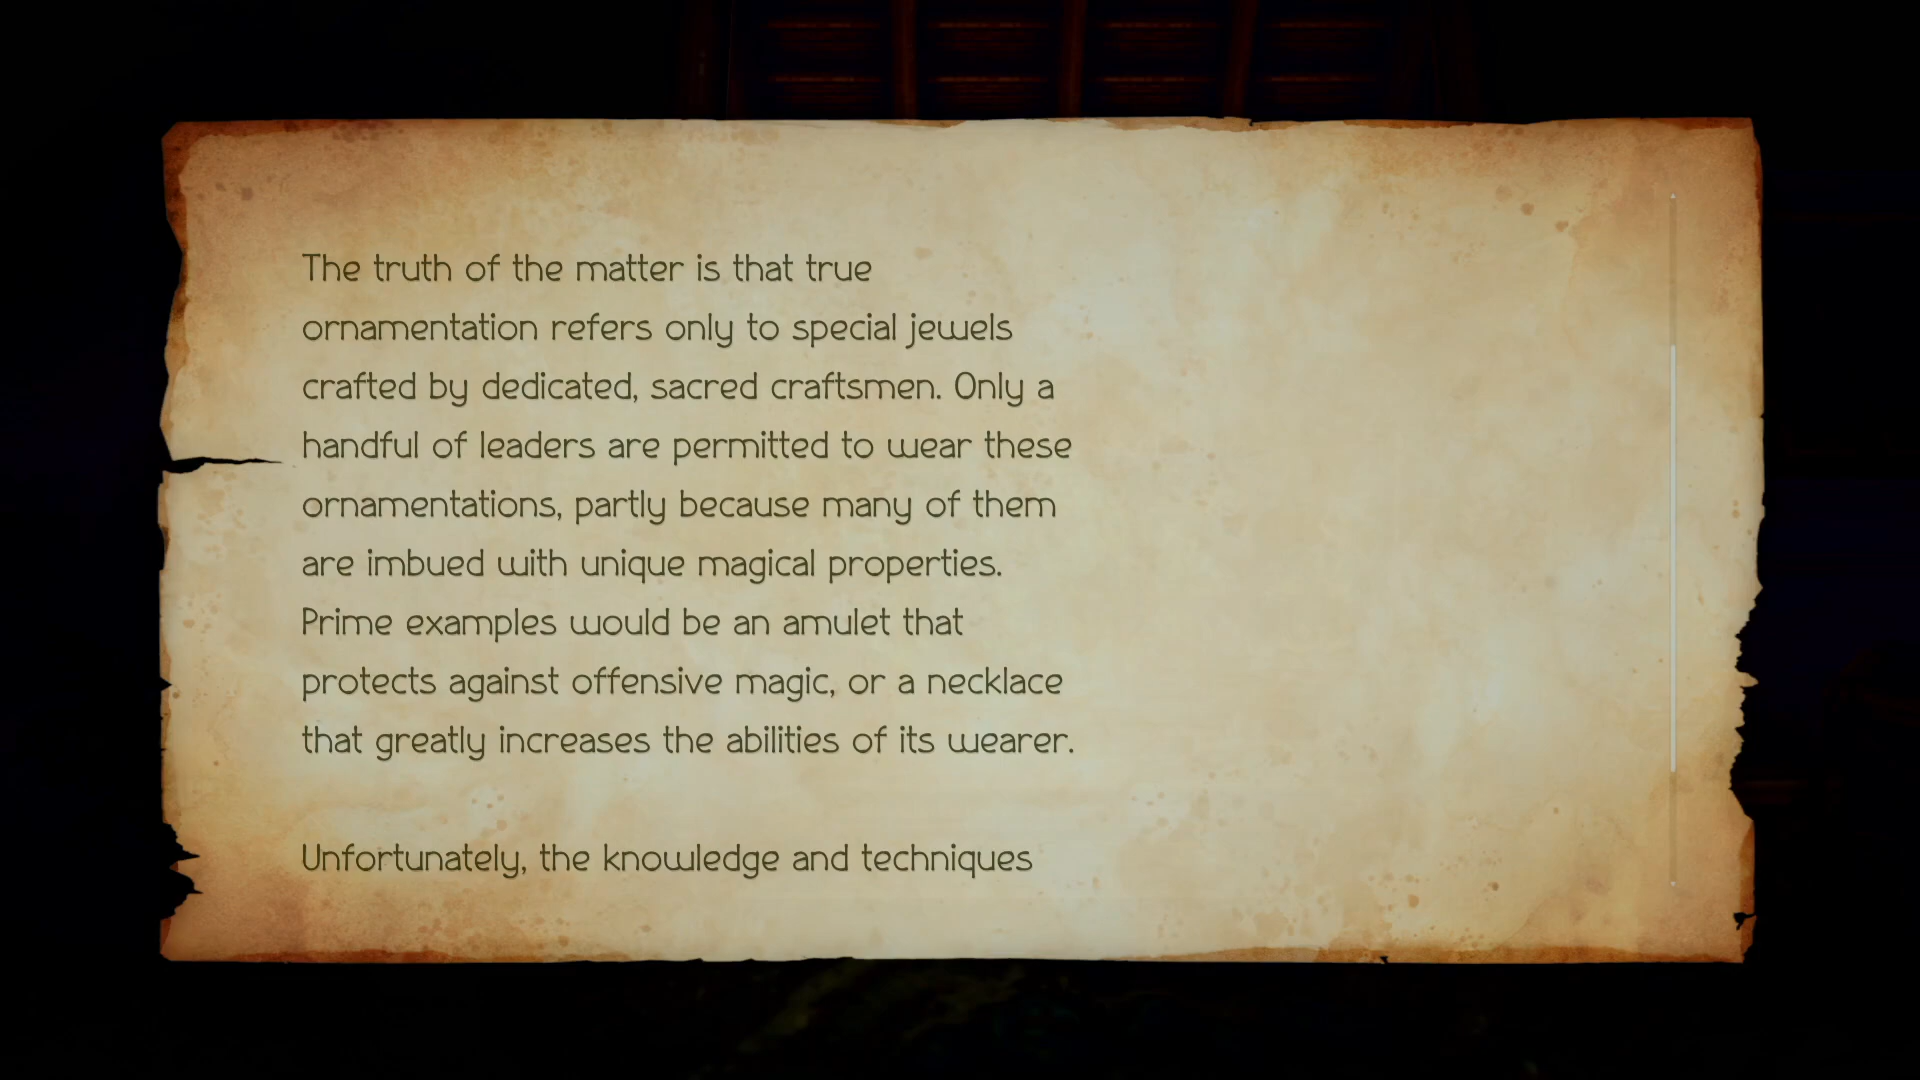 The truth of the matter is that true
ornamentation refers only to special jewels
crafted by dedicated, sacred craftsmen. Only a
handful of leaders are permitted to wear these
ornamentations, partly because many of them
are imbued with unique magical properties.
Prime examples would be an amulet that
protects against offensive magic, or a necklace
that greatly increases the abilities of its wearer.
Unfortunately, the knowledge and techniques